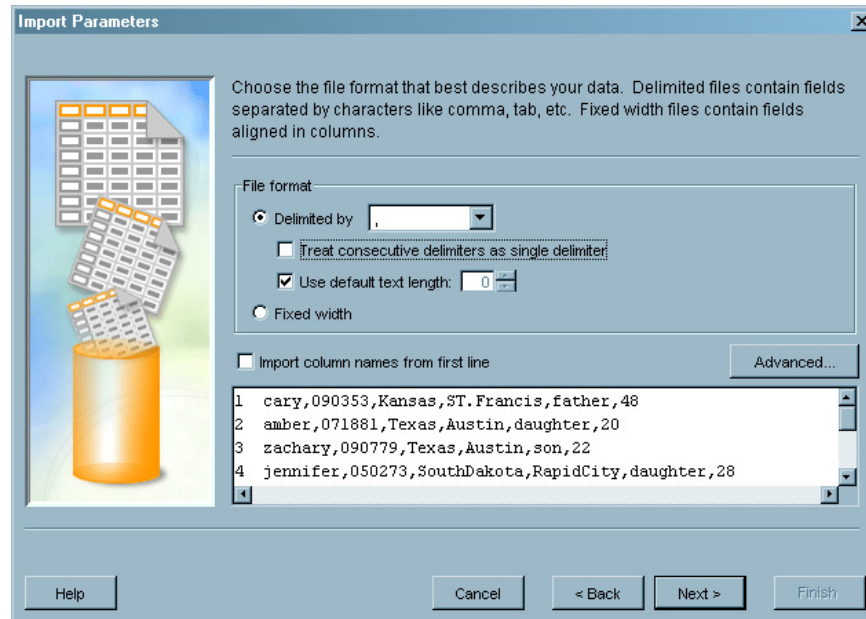 Import Parameters
Choose the file format that best describes your data. Delimited files contain fields
separated by characters like comma, tab, etc. Fixed width files contain fields
aligned in columns.
File format
Delimited by ,
Treat consecutive delimiters as single delimiter
Use default text length: 0
Fixed width
Import column names from first line
Advanced...
1 cary,090353,Kansas,ST.Francis,father,48
2 amber,071881,Texas,Austin,daughter,20
3 zachary,090779,Texas,Austin,son,22
4 jennifer,050273,SouthDakota,RapidCity,daughter,28
Help Cancel < Back Next > Finish